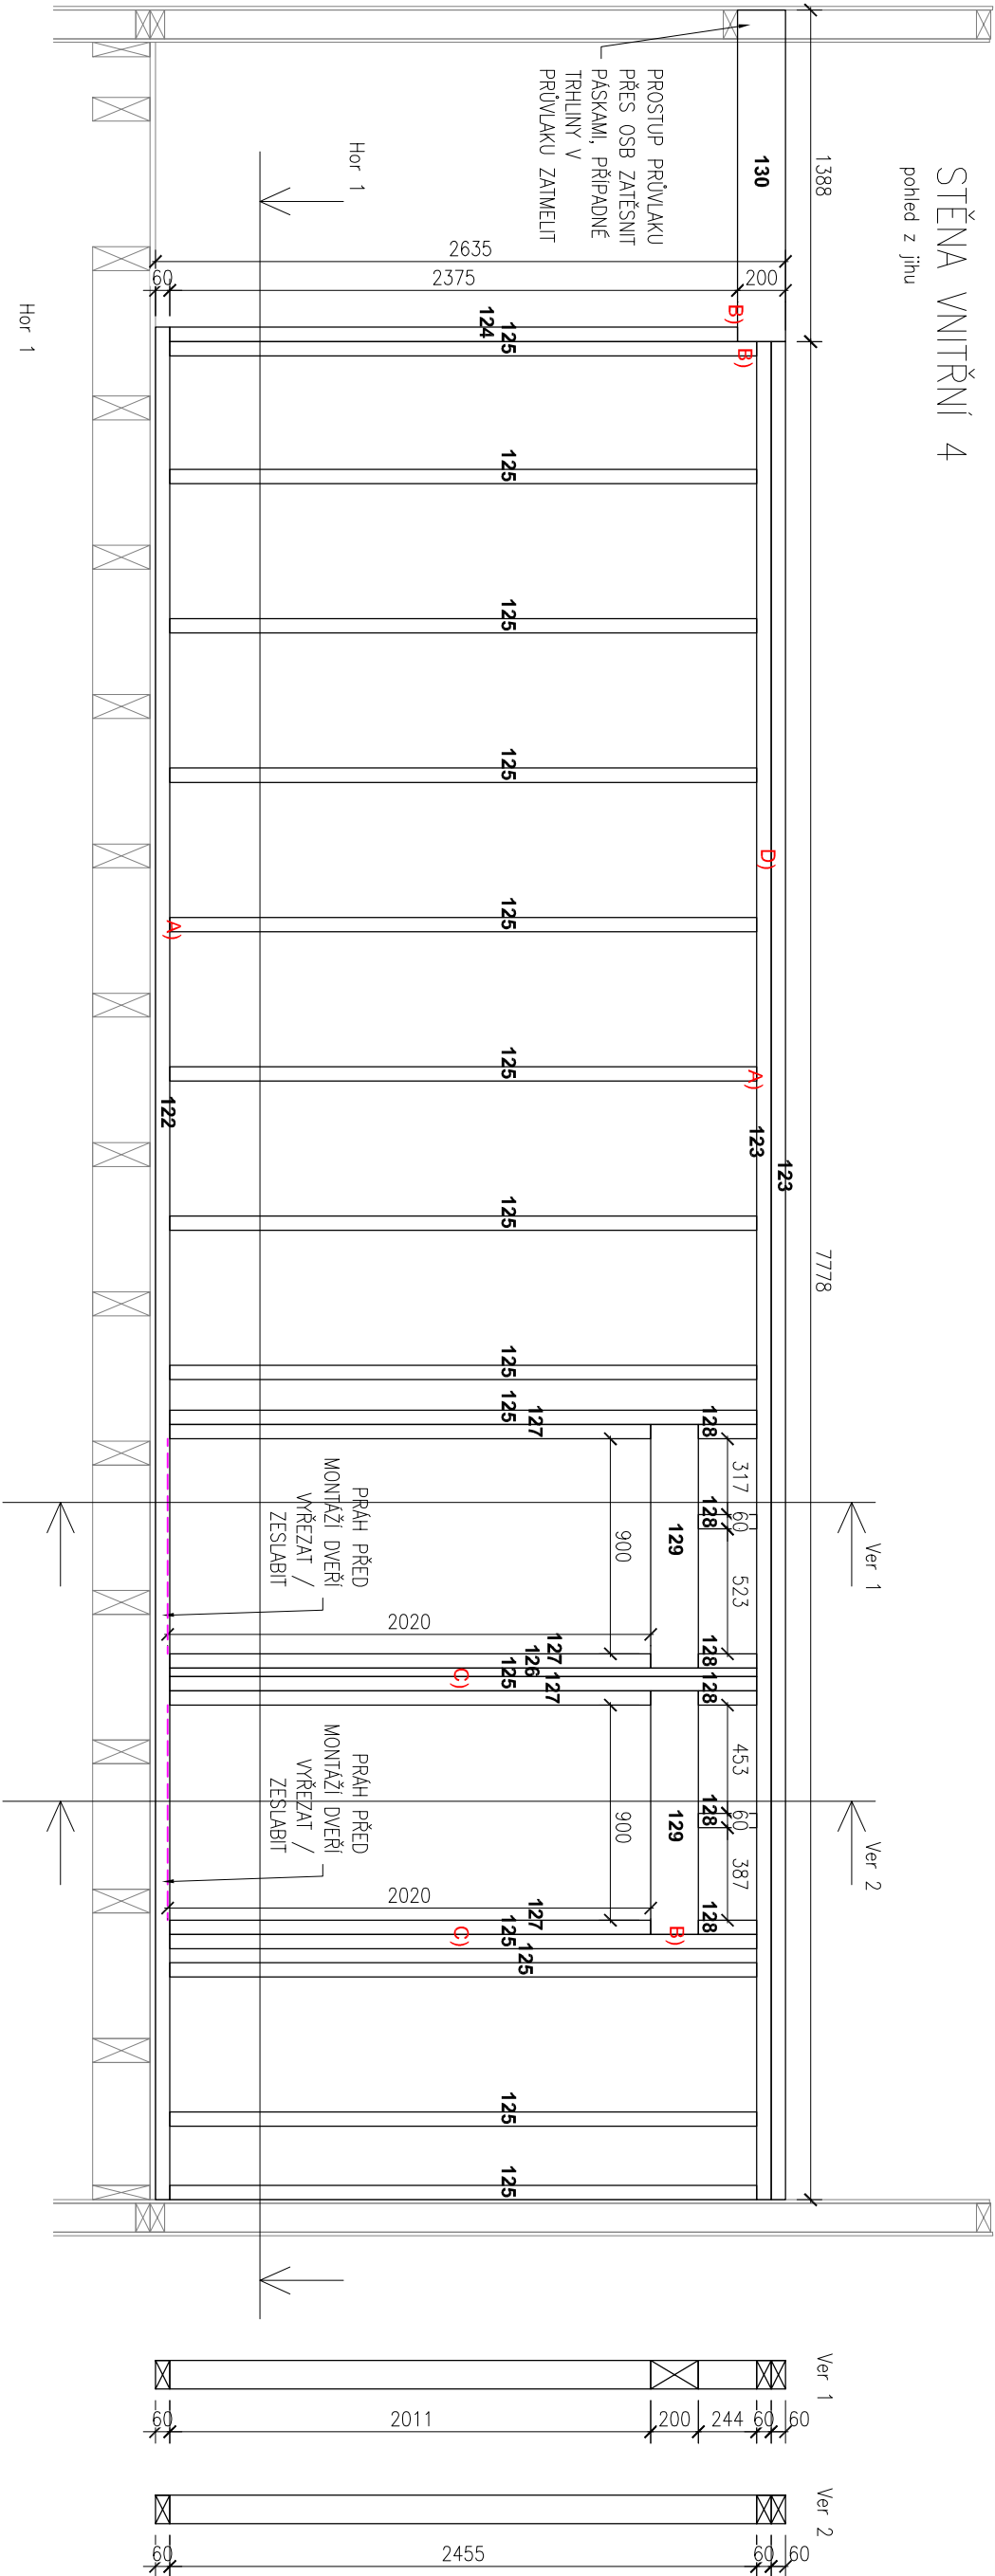 STĚNA VNITŘNÍ 4
pohled z jihu
1388
7778
130
PROSTUP PRŮVLAKU
PŘES OSB ZATĚSNIT
PÁSKAMI, PŘÍPADNÉ
TRHLINY V
PRŮVLAKU ZATMELIT
Hor 1
Hor 1
2635
60
2375
200
B)
B)
124
125
125
125
125
125
125
125
125
125
D)
A)
A)
122
123
123
127
128
317
60
523
128
129
900
2020
PRÁH PŘED
MONTÁŽÍ DVEŘÍ
VYŘEZAT /
ZESLABIT
Ver 1
127
126
125
127
C)
128
128
453
60
387
128
129
900
2020
PRÁH PŘED
MONTÁŽÍ DVEŘÍ
VYŘEZAT /
ZESLABIT
Ver 2
127
125
125
C)
B)
128
125
125
Ver 1
60
2011
200
244
60
60
Ver 2
60
2455
60
60